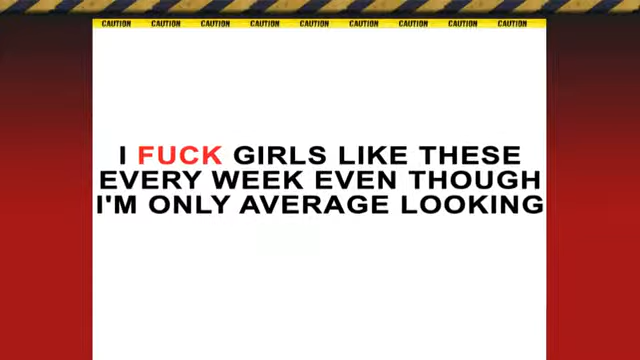 CAUTION CAUTION CAUTION CAUTION CAUTION CAUTION CAUTION CAUTION CAUTION
I FUCK GIRLS LIKE THESE
EVERY WEEK EVEN THOUGH
I'M ONLY AVERAGE LOOKING